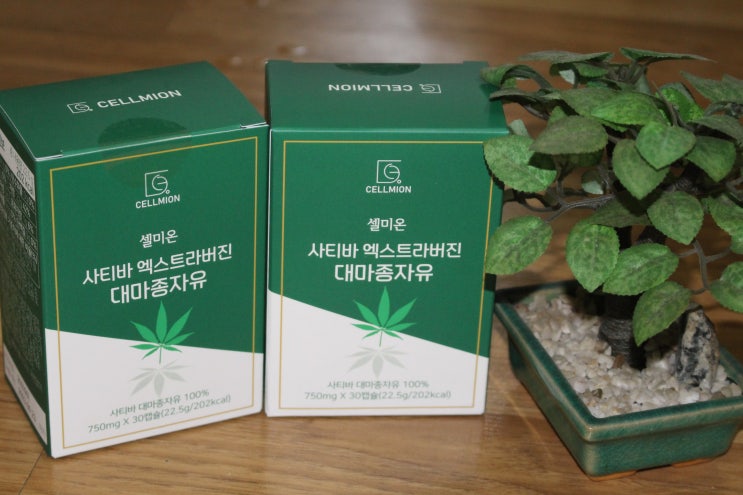 CELLMION
CELLMION
셀미온
사티바 엑스트라버진
대마종자유
사티바 대마종자유 100%
750mg X 30캡슐(22.5g/202kcal)
CELLMION
CELLMION
셀미온
사티바 엑스트라버진
대마종자유
사티바 대마종자유 100%
750mg X 30캡슐(22.5g/202kcal)